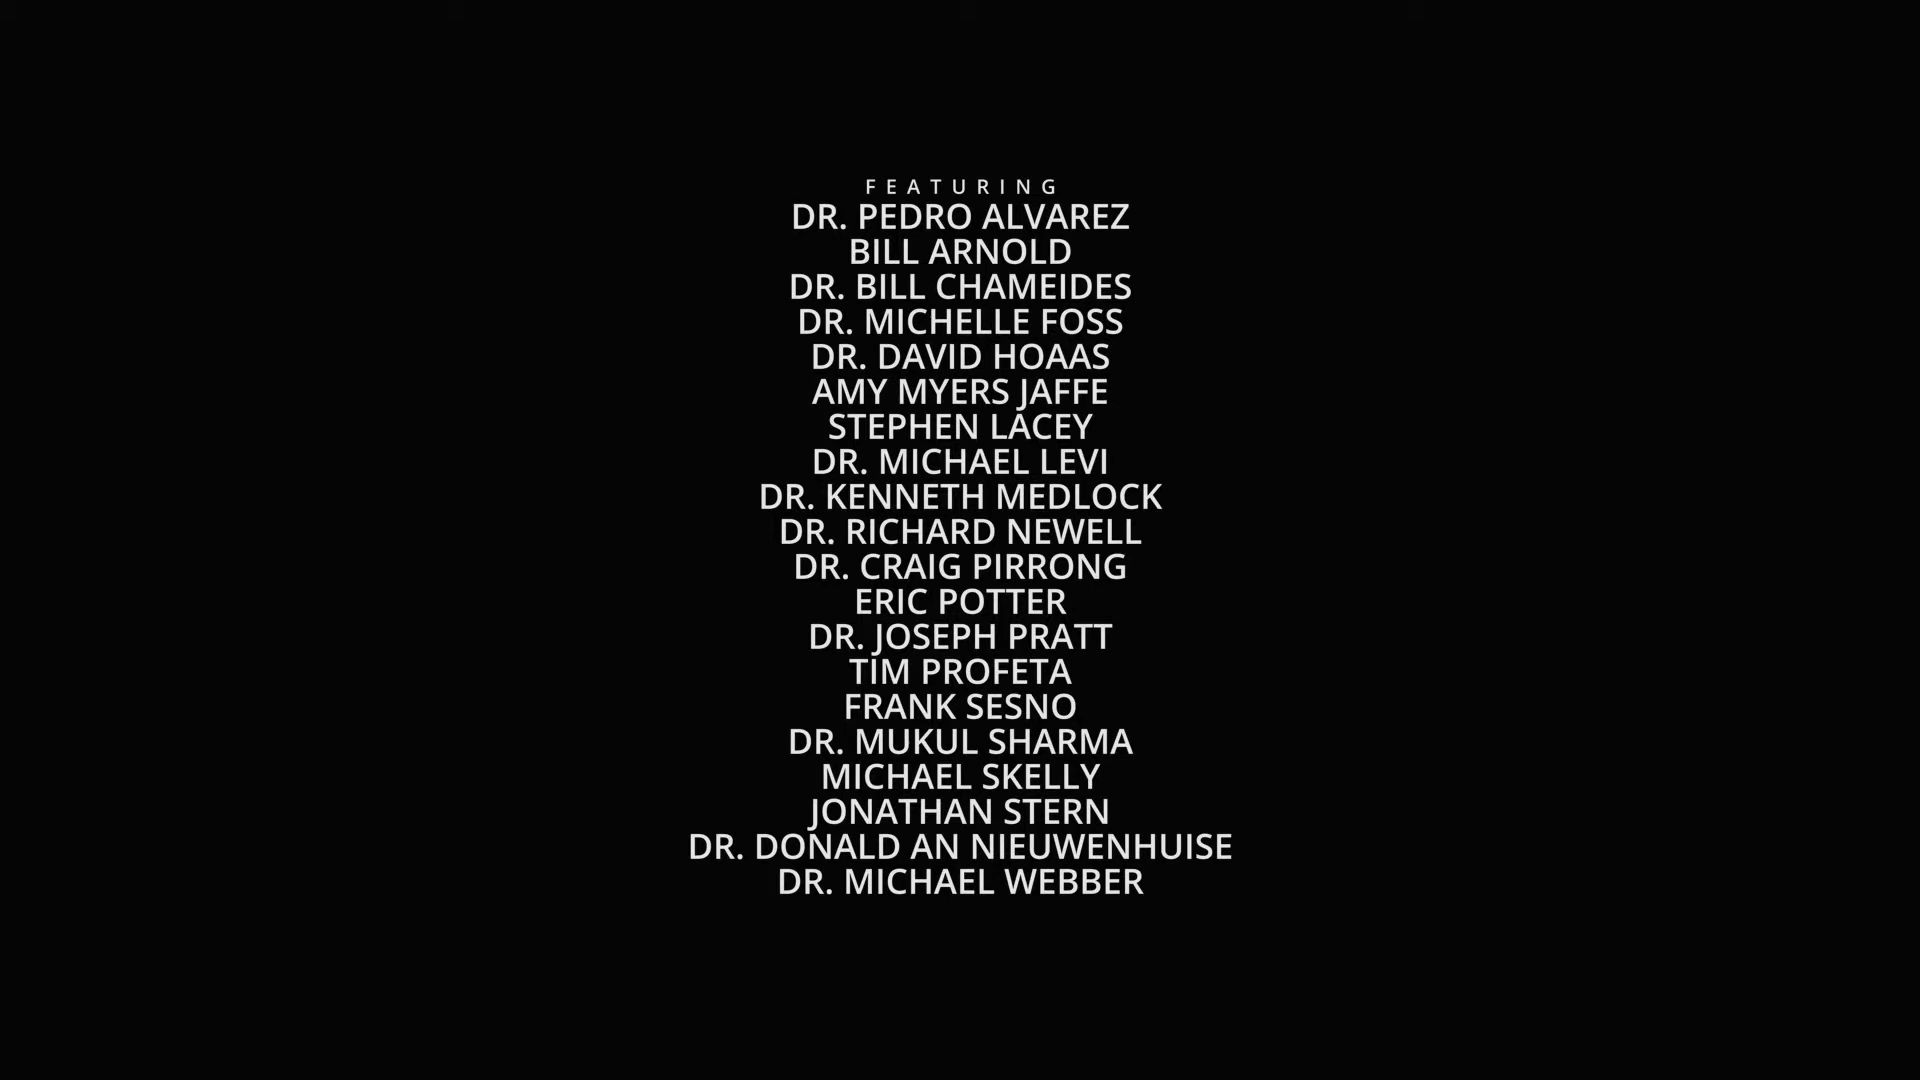 FEATURING
DR. PEDRO ALVAREZ
BILL ARNOLD
DR. BILL CHAMEIDES
DR. MICHELLE FOSS
DR. DAVID HOAAS
AMY MYERS JAFFE
STEPHEN LACEY
DR. MICHAEL LEVI
DR. KENNETH MEDLOCK
DR. RICHARD NEWELL
DR. CRAIG PIRRONG
ERIC POTTER
DR. JOSEPH PRATT
TIM PROFETA
FRANK SESNO
DR. MUKUL SHARMA
MICHAEL SKELLY
JONATHAN STERN
DR. DONALD AN NIEUWENHUISE
DR. MICHAEL WEBBER